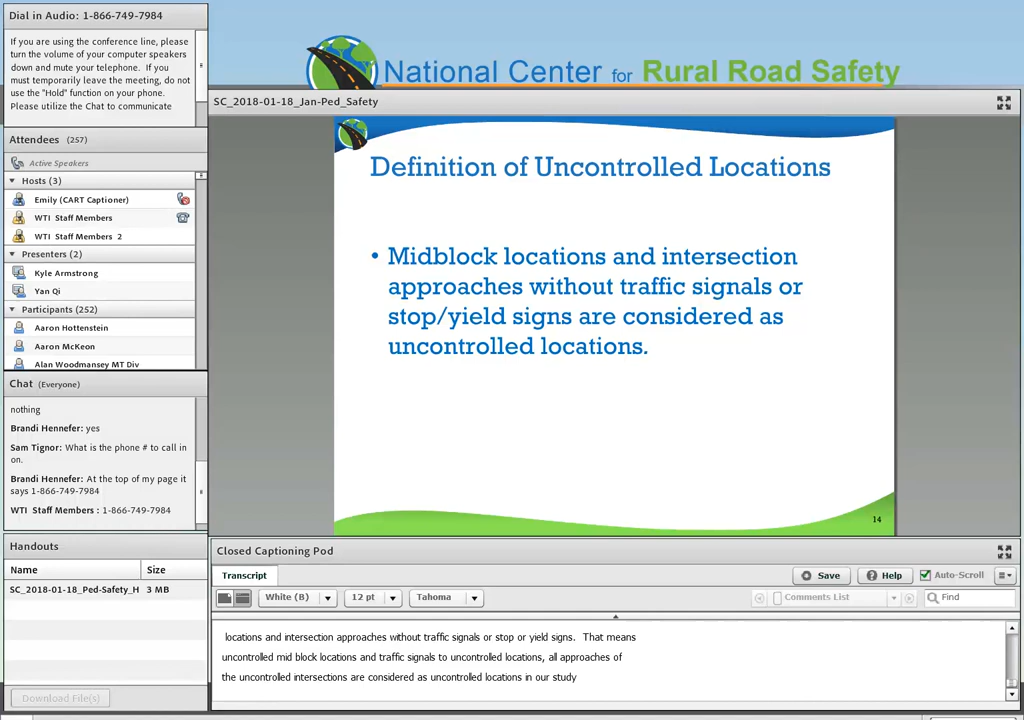 Dial in Audio: 1-866-749-7984
If you are using the conference line, please
turn the volume of your computer speakers
down and mute your telephone. If you
must temporarily leave the meeting, do not
use the "Hold" function on your phone.
Please utilize the Chat to communicate
Attendees (257)
Active Speakers
Hosts (3)
Emily (CART Captioner)
WTI Staff Members
WTI Staff Members 2
Presenters (2)
Kyle Armstrong
Yan Qi
Participants (252)
Aaron Hottenstein
Aaron McKeon
Alan Woodmansey MT Div
Chat (Everyone)
nothing
Brandi Hennefer: yes
Sam Tignor: What is the phone # to call in
on.
Brandi Hennefer: At the top of my page it
says 1-866-749-7984
WTI Staff Members : 1-866-749-7984
Handouts
Name Size
SC_2018-01-18_Ped-Safety_H 3 MB
Download File(s)
National Center for Rural Road Safety
SC_2018-01-18_Jan-Ped_Safety
Definition of Uncontrolled Locations
• Midblock locations and intersection
approaches without traffic signals or
stop/yield signs are considered as
uncontrolled locations.
14
Closed Captioning Pod
Transcript
Save Help Auto-Scroll
White (B) 12 pt Tahoma Comments List Find
locations and intersection approaches without traffic signals or stop or yield signs. That means
uncontrolled mid block locations and traffic signals to uncontrolled locations, all approaches of
the uncontrolled intersections are considered as uncontrolled locations in our study